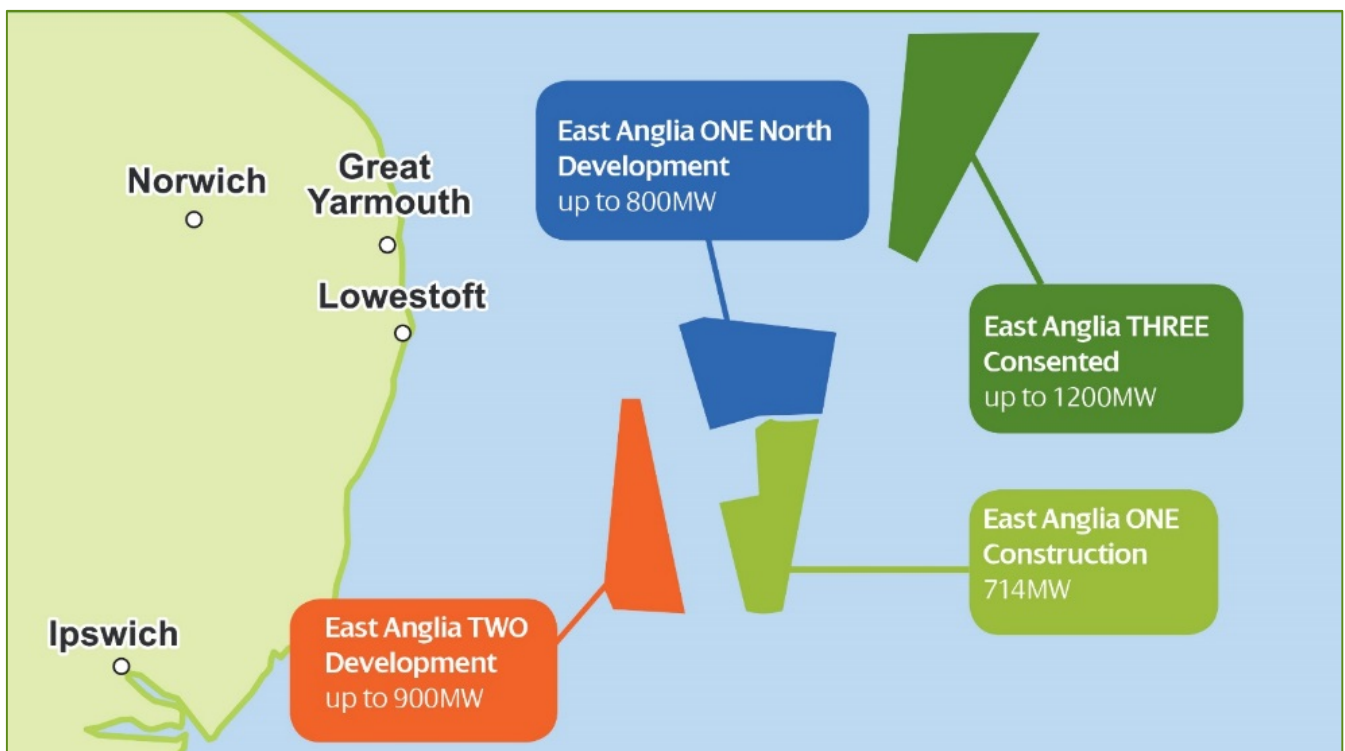 East Anglia ONE North
Development
up to 800MW
Norwich
Great
Yarmouth
Lowestoft
East Anglia THREE
Consented
up to 1200MW
East Anglia ONE
Construction
714MW
East Anglia TWO
Development
up to 900MW
Ipswich